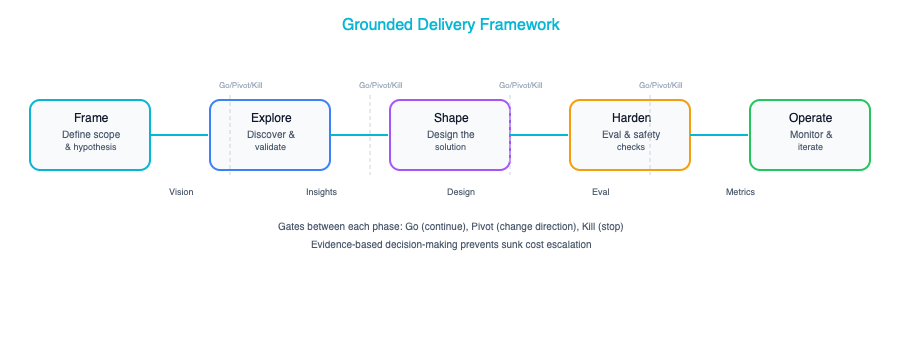 Grounded Delivery Framework
Go/Pivot/Kill
Go/Pivot/Kill
Go/Pivot/Kill
Go/Pivot/Kill
Frame
Define scope
& hypothesis
Explore
Discover &
validate
Shape
Design the
solution
Harden
Eval & safety
checks
Operate
Monitor &
iterate
Vision
Insights
Design
Eval
Metrics
Gates between each phase: Go (continue), Pivot (change direction), Kill (stop)
Evidence-based decision-making prevents sunk cost escalation